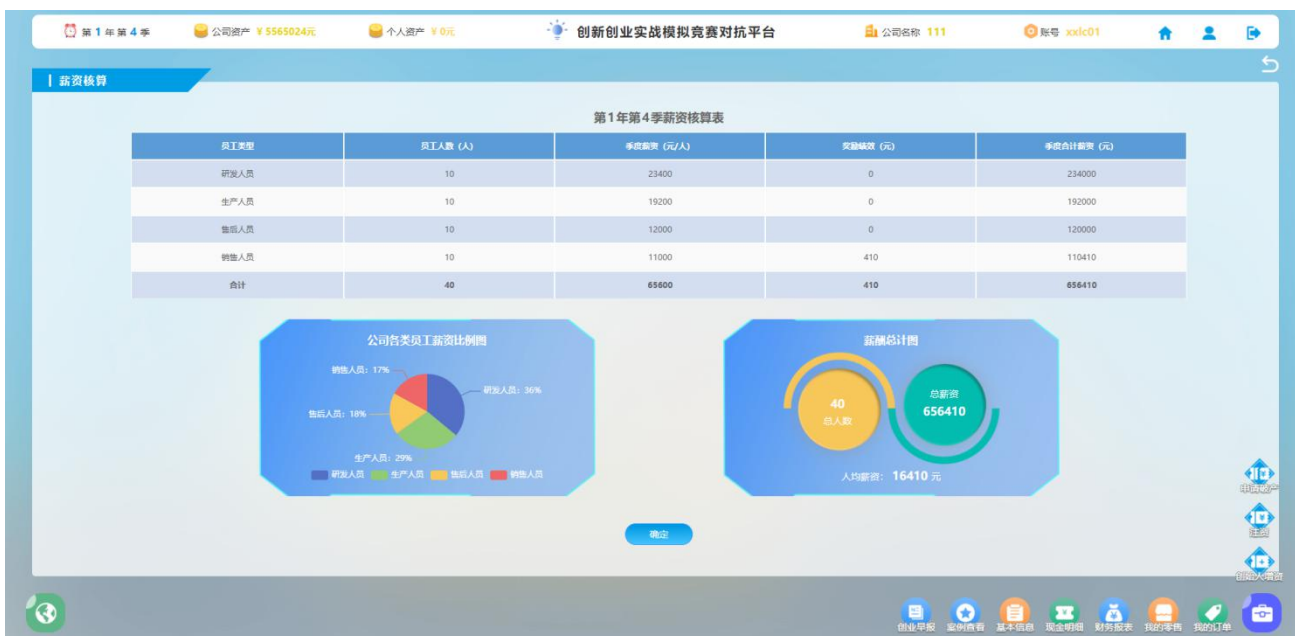 第1年第4季 公司资产 ¥5565024元 个人资产 ¥0元 创新创业实战模拟竞赛对抗平台 公司名称 111 账号 xxlc01
薪资核算
第1年第4季薪资核算表
员工类型 员工人数 (人) 季度薪资 (元/人) 奖励绩效 (元) 季度合计薪资 (元)
研发人员 10 23400 0 234000
生产人员 10 19200 0 192000
售后人员 10 12000 0 120000
销售人员 10 11000 410 110410
合计 40 65600 410 656410
公司各类员工薪资比例图
销售人员: 17%
研发人员: 36%
售后人员: 18%
生产人员: 29%
研发人员 生产人员 售后人员 销售人员
薪酬总计图
40
总人数
总薪资
656410
人均薪资: 16410 元
确定
申请破产
注资
创始人增资
创业早报 案例查看 基本信息 现金明细 财务报表 我的零售 我的订单